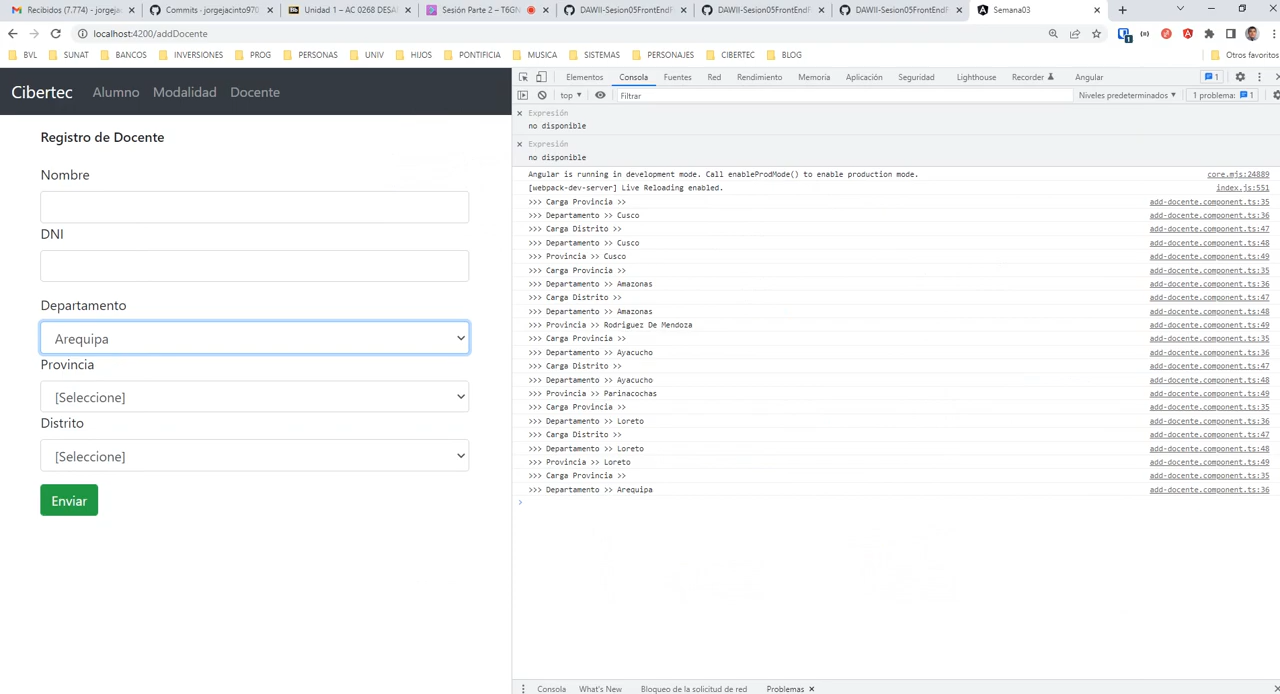 Recibidos (7.774) - jorgejacinto970
Commits · jorgejacinto970
Unidad 1 – AC 0268 DESA
Sesión Parte 2 – T6GN
DAWII-Sesion05FrontEndF
DAWII-Sesion05FrontEndF
DAWII-Sesion05FrontEndF
Semana03
localhost:4200/addDocente
BVL SUNAT BANCOS INVERSIONES PROG PERSONAS UNIV HIJOS PONTIFICIA MUSICA SISTEMAS PERSONAJES CIBERTEC BLOG Otros favoritos
Cibertec Alumno Modalidad Docente
Registro de Docente
Nombre
DNI
Departamento
Arequipa
Provincia
[Seleccione]
Distrito
[Seleccione]
Enviar
Elementos Consola Fuentes Red Rendimiento Memoria Aplicación Seguridad Lighthouse Recorder Angular 1
top Filtrar Niveles predeterminados 1 problema: 1
Expresión
no disponible
Expresión
no disponible
Angular is running in development mode. Call enableProdMode() to enable production mode. core.mjs:24889
[webpack-dev-server] Live Reloading enabled. index.js:551
>>> Carga Provincia >> add-docente.component.ts:35
>>> Departamento >> Cusco add-docente.component.ts:36
>>> Carga Distrito >> add-docente.component.ts:47
>>> Departamento >> Cusco add-docente.component.ts:48
>>> Provincia >> Cusco add-docente.component.ts:49
>>> Carga Provincia >> add-docente.component.ts:35
>>> Departamento >> Amazonas add-docente.component.ts:36
>>> Carga Distrito >> add-docente.component.ts:47
>>> Departamento >> Amazonas add-docente.component.ts:48
>>> Provincia >> Rodriguez De Mendoza add-docente.component.ts:49
>>> Carga Provincia >> add-docente.component.ts:35
>>> Departamento >> Ayacucho add-docente.component.ts:36
>>> Carga Distrito >> add-docente.component.ts:47
>>> Departamento >> Ayacucho add-docente.component.ts:48
>>> Provincia >> Parinacochas add-docente.component.ts:49
>>> Carga Provincia >> add-docente.component.ts:35
>>> Departamento >> Loreto add-docente.component.ts:36
>>> Carga Distrito >> add-docente.component.ts:47
>>> Departamento >> Loreto add-docente.component.ts:48
>>> Provincia >> Loreto add-docente.component.ts:49
>>> Carga Provincia >> add-docente.component.ts:35
>>> Departamento >> Arequipa add-docente.component.ts:36
Consola What's New Bloqueo de la solicitud de red Problemas